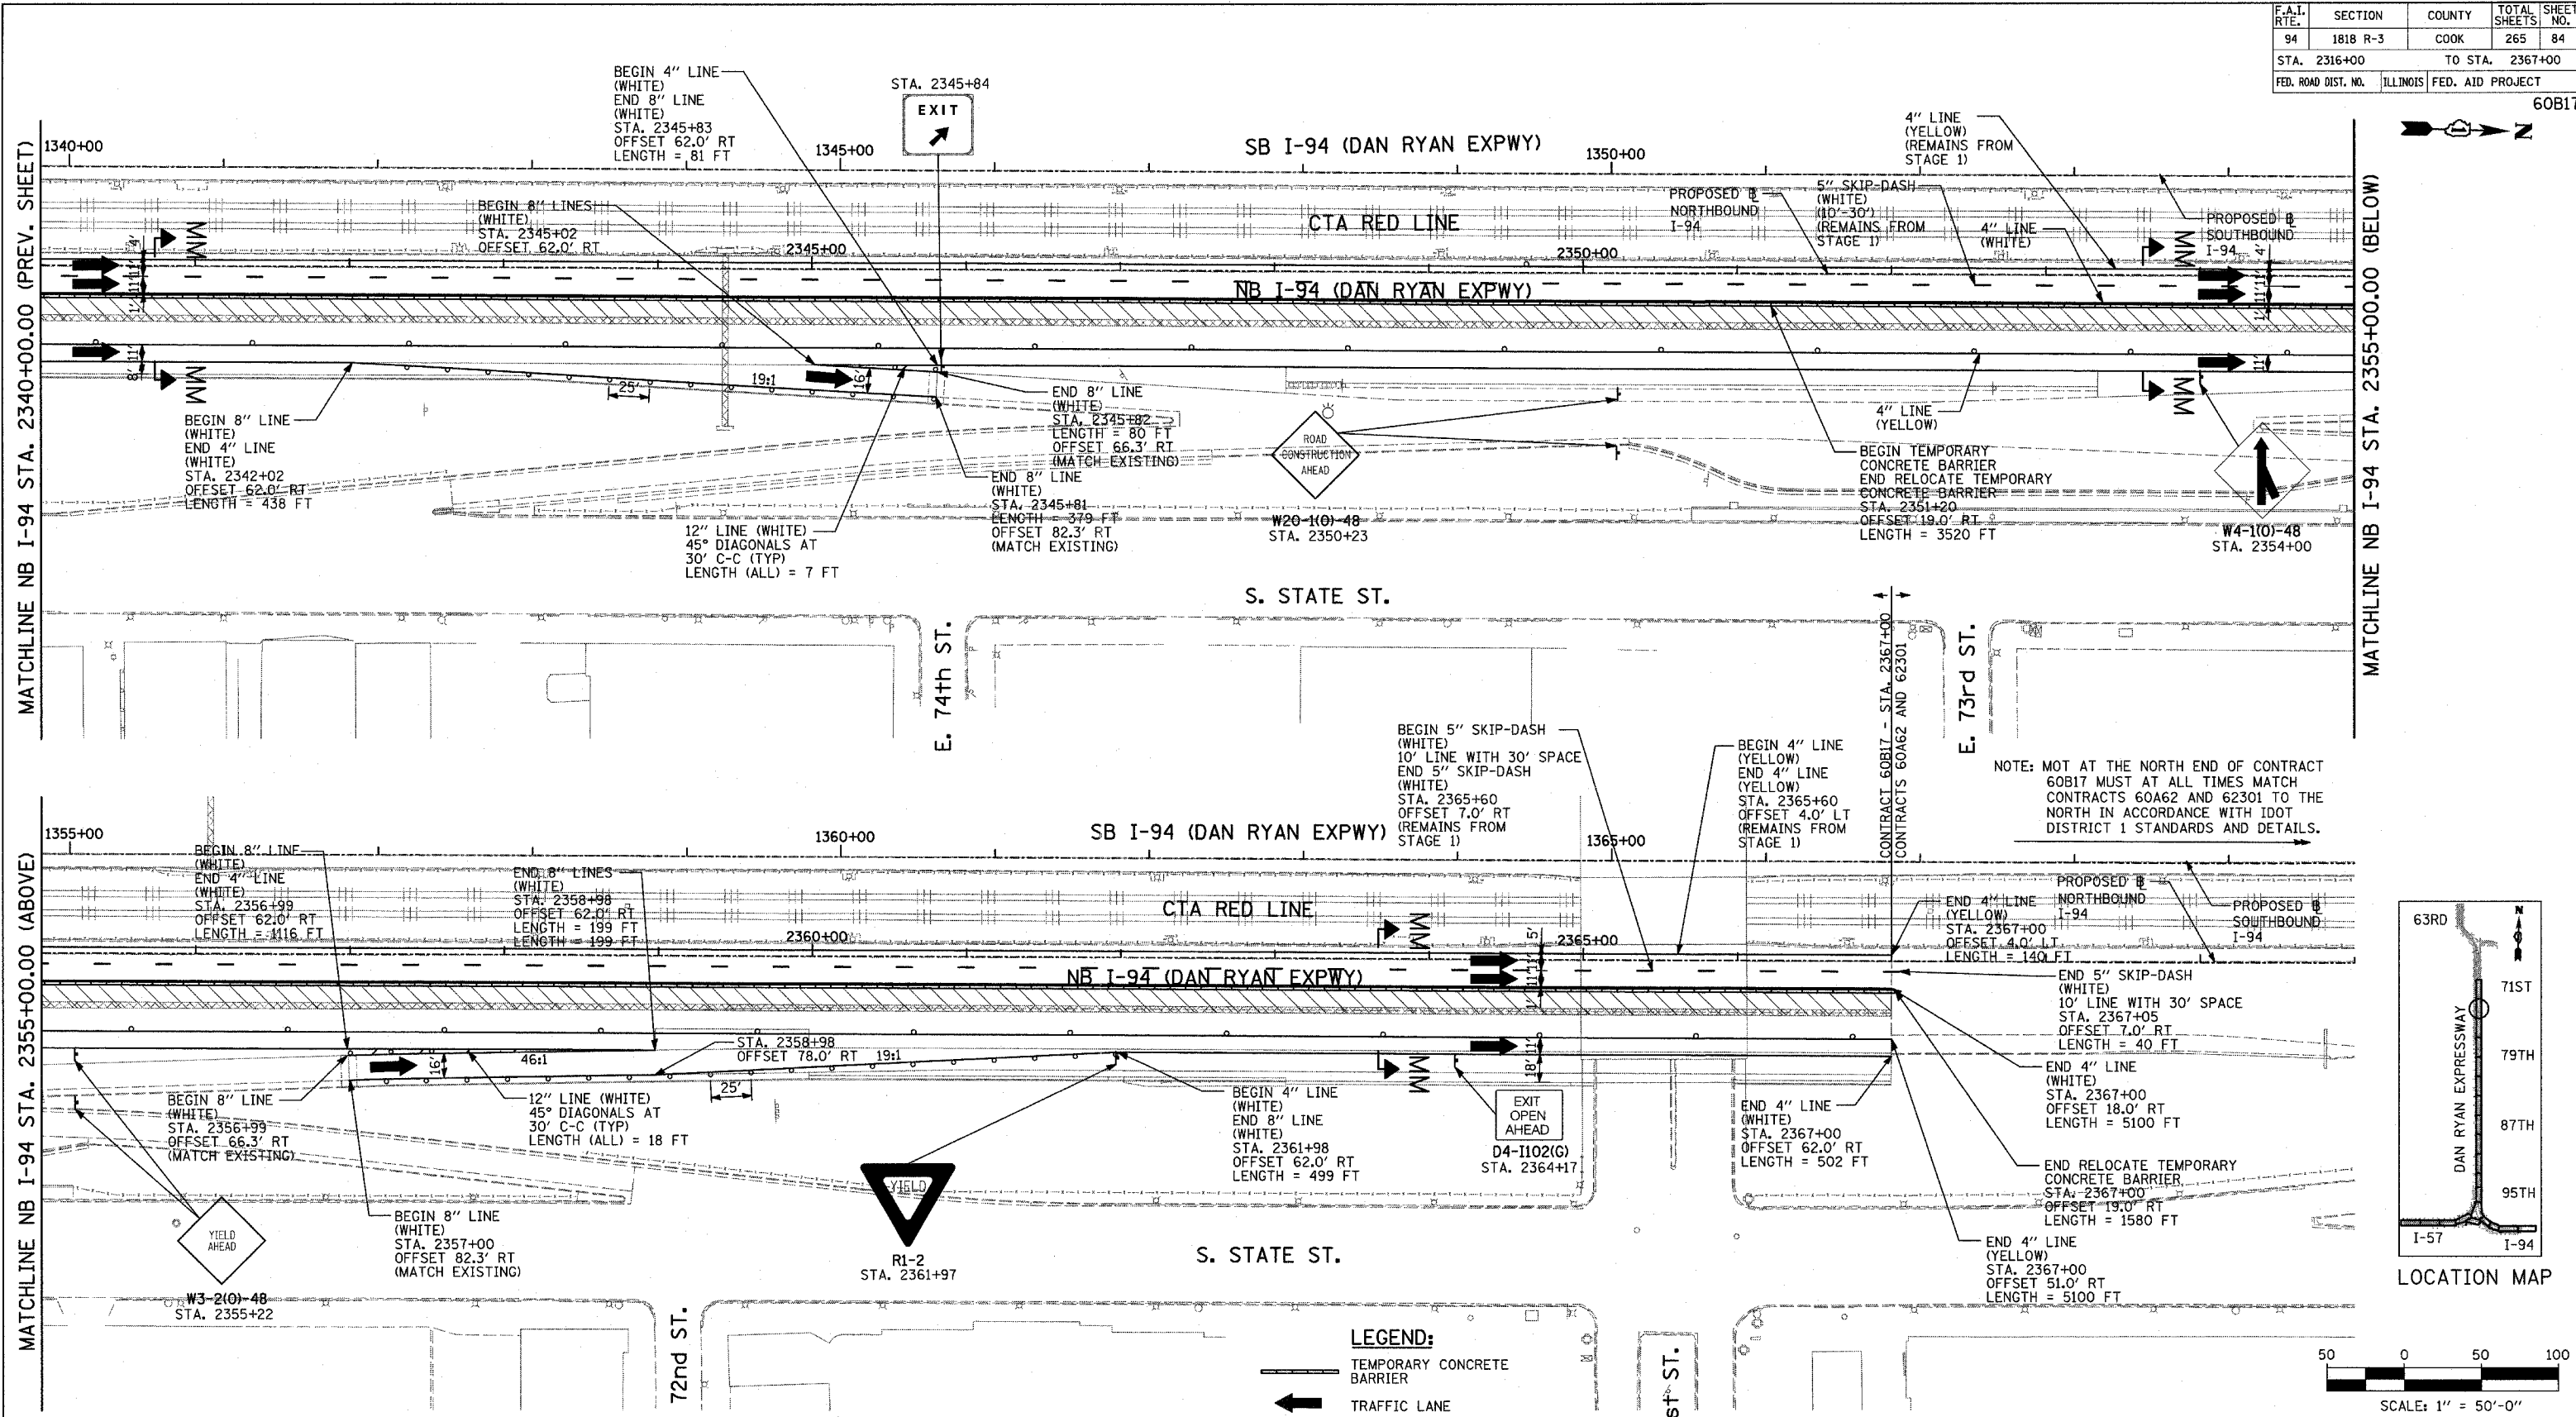 F.A.I. RTE. SECTION COUNTY TOTAL SHEETS SHEET NO.
94 1818 R-3 COOK 265 84
STA. 2316+00 TO STA. 2367+00
FED. ROAD DIST. NO. ILLINOIS FED. AID PROJECT
60B17
N
MATCHLINE NB I-94 STA. 2340+00.00 (PREV. SHEET)
1340+00
BEGIN 4" LINE
(WHITE)
END 8" LINE
(WHITE)
STA. 2345+83
OFFSET 62.0' RT
LENGTH = 81 FT
STA. 2345+84
EXIT
1345+00
SB I-94 (DAN RYAN EXPWY)
1350+00
4" LINE
(YELLOW)
(REMAINS FROM
STAGE 1)
BEGIN 8" LINES
(WHITE)
STA. 2345+02
OFFSET 62.0' RT
2345+00
CTA RED LINE
2350+00
PROPOSED B
NORTHBOUND
I-94
5" SKIP-DASH
(WHITE)
(10'-30')
(REMAINS FROM
STAGE 1)
4" LINE
(WHITE)
PROPOSED B
SOUTHBOUND
I-94
MM
MM
4'
11'
11'
1'
4'
11'
11'
1'
NB I-94 (DAN RYAN EXPWY)
11'
8'
MM
25'
19:1
16'
11'
MM
BEGIN 8" LINE
(WHITE)
END 4" LINE
(WHITE)
STA. 2342+02
OFFSET 62.0' RT
LENGTH = 438 FT
12" LINE (WHITE)
45° DIAGONALS AT
30' C-C (TYP)
LENGTH (ALL) = 7 FT
END 8" LINE
(WHITE)
STA. 2345+82
LENGTH = 80 FT
OFFSET 66.3' RT
(MATCH EXISTING)
END 8" LINE
(WHITE)
STA. 2345+81
LENGTH = 379 FT
OFFSET 82.3' RT
(MATCH EXISTING)
ROAD
CONSTRUCTION
AHEAD
W20-1(O)-48
STA. 2350+23
4" LINE
(YELLOW)
BEGIN TEMPORARY
CONCRETE BARRIER
END RELOCATE TEMPORARY
CONCRETE BARRIER
STA. 2351+20
OFFSET 19.0' RT
LENGTH = 3520 FT
W4-1(O)-48
STA. 2354+00
MATCHLINE NB I-94 STA. 2355+00.00 (BELOW)
S. STATE ST.
E. 74th ST.
E. 73rd ST.
CONTRACT 60B17 - STA. 2367+00
CONTRACTS 60A62 AND 62301
NOTE: MOT AT THE NORTH END OF CONTRACT
60B17 MUST AT ALL TIMES MATCH
CONTRACTS 60A62 AND 62301 TO THE
NORTH IN ACCORDANCE WITH IDOT
DISTRICT 1 STANDARDS AND DETAILS.
MATCHLINE NB I-94 STA. 2355+00.00 (ABOVE)
1355+00
BEGIN 8" LINE
(WHITE)
END 4" LINE
(WHITE)
STA. 2356+99
OFFSET 62.0' RT
LENGTH = 1116 FT
END 8" LINES
(WHITE)
STA. 2358+98
OFFSET 62.0' RT
LENGTH = 199 FT
LENGTH = 199 FT
1360+00
SB I-94 (DAN RYAN EXPWY)
BEGIN 5" SKIP-DASH
(WHITE)
10' LINE WITH 30' SPACE
END 5" SKIP-DASH
(WHITE)
STA. 2365+60
OFFSET 7.0' RT
(REMAINS FROM
STAGE 1)
1365+00
BEGIN 4" LINE
(YELLOW)
END 4" LINE
(YELLOW)
STA. 2365+60
OFFSET 4.0' LT
(REMAINS FROM
STAGE 1)
CTA RED LINE
2360+00
MM
5'
11'
11'
1'
2365+00
END 4" LINE
(YELLOW)
STA. 2367+00
OFFSET 4.0' LT
LENGTH = 140 FT
PROPOSED B
NORTHBOUND
I-94
PROPOSED B
SOUTHBOUND
I-94
NB I-94 (DAN RYAN EXPWY)
END 5" SKIP-DASH
(WHITE)
10' LINE WITH 30' SPACE
STA. 2367+05
OFFSET 7.0' RT
LENGTH = 40 FT
16'
46:1
STA. 2358+98
OFFSET 78.0' RT
19:1
25'
MM
11'
18'
BEGIN 8" LINE
(WHITE)
STA. 2356+99
OFFSET 66.3' RT
(MATCH EXISTING)
12" LINE (WHITE)
45° DIAGONALS AT
30' C-C (TYP)
LENGTH (ALL) = 18 FT
BEGIN 4" LINE
(WHITE)
END 8" LINE
(WHITE)
STA. 2361+98
OFFSET 62.0' RT
LENGTH = 499 FT
EXIT
OPEN
AHEAD
D4-I102(G)
STA. 2364+17
END 4" LINE
(WHITE)
STA. 2367+00
OFFSET 62.0' RT
LENGTH = 502 FT
END 4" LINE
(WHITE)
STA. 2367+00
OFFSET 18.0' RT
LENGTH = 5100 FT
END RELOCATE TEMPORARY
CONCRETE BARRIER
STA. 2367+00
OFFSET 19.0' RT
LENGTH = 1580 FT
END 4" LINE
(YELLOW)
STA. 2367+00
OFFSET 51.0' RT
LENGTH = 5100 FT
YIELD
AHEAD
W3-2(O)-48
STA. 2355+22
BEGIN 8" LINE
(WHITE)
STA. 2357+00
OFFSET 82.3' RT
(MATCH EXISTING)
YIELD
R1-2
STA. 2361+97
S. STATE ST.
72nd ST.
st ST.
LEGEND:
TEMPORARY CONCRETE
BARRIER
TRAFFIC LANE
63RD
N
71ST
79TH
87TH
95TH
DAN RYAN EXPRESSWAY
I-57
I-94
LOCATION MAP
50 0 50 100
SCALE: 1" = 50'-0"